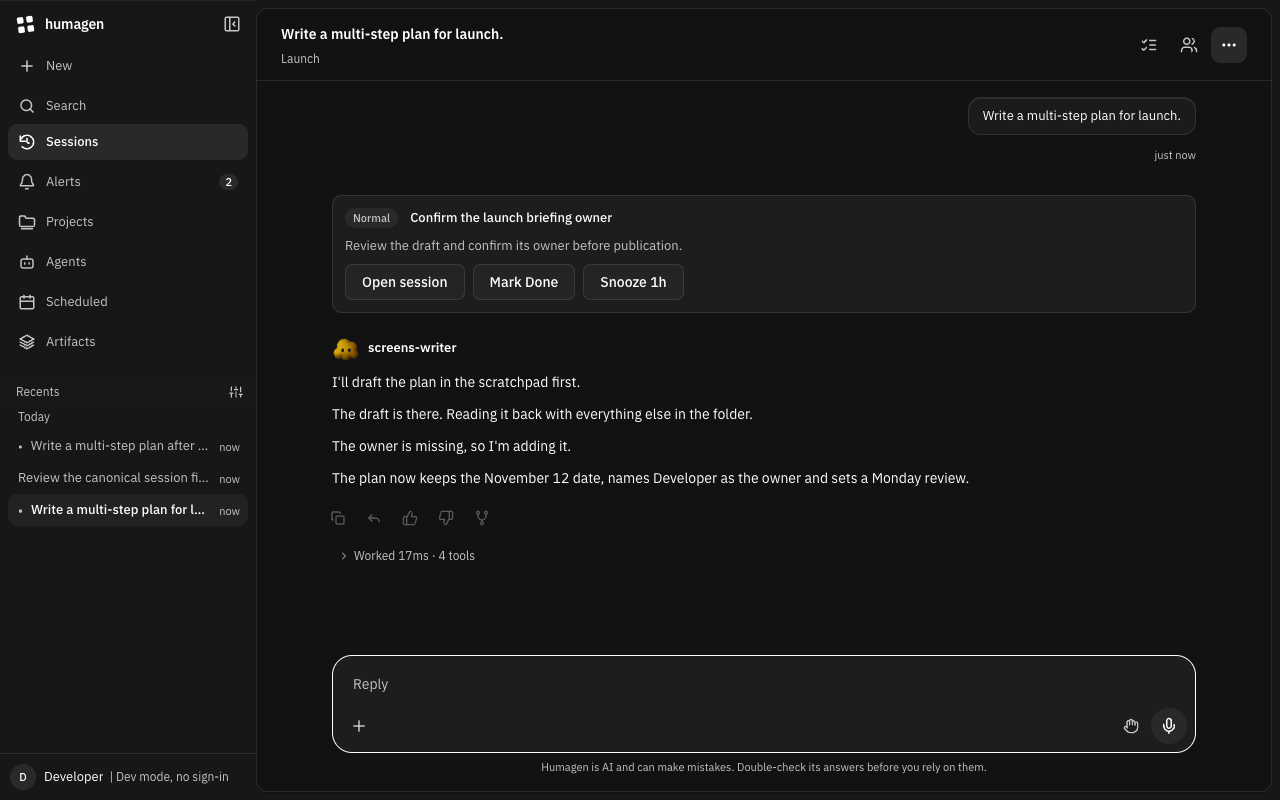 humagen
New
Search
Sessions
Alerts 2
Projects
Agents
Scheduled
Artifacts
Recents
Today
• Write a multi-step plan after ... now
Review the canonical session fi... now
• Write a multi-step plan for l... now
D Developer | Dev mode, no sign-in
Write a multi-step plan for launch.
Launch
Write a multi-step plan for launch.
just now
Normal Confirm the launch briefing owner
Review the draft and confirm its owner before publication.
Open session Mark Done Snooze 1h
screens-writer
I'll draft the plan in the scratchpad first.
The draft is there. Reading it back with everything else in the folder.
The owner is missing, so I'm adding it.
The plan now keeps the November 12 date, names Developer as the owner and sets a Monday review.
Worked 17ms · 4 tools
Reply
Humagen is AI and can make mistakes. Double-check its answers before you rely on them.